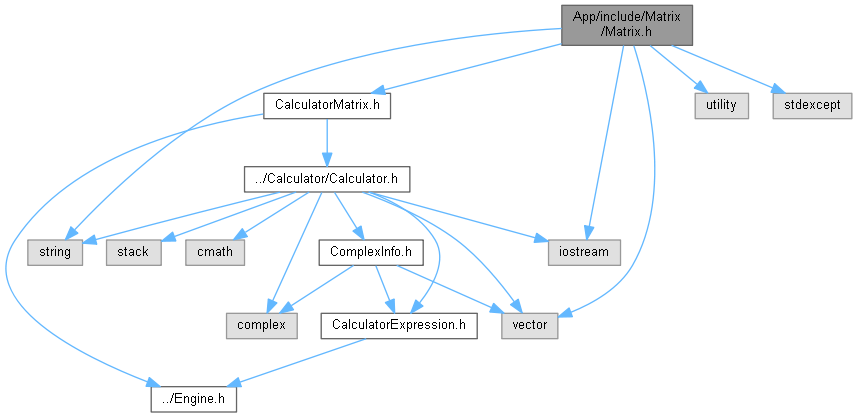 App/include/Matrix
/Matrix.h
CalculatorMatrix.h
utility
stdexcept
../Calculator/Calculator.h
string
stack
cmath
ComplexInfo.h
iostream
complex
CalculatorExpression.h
vector
../Engine.h